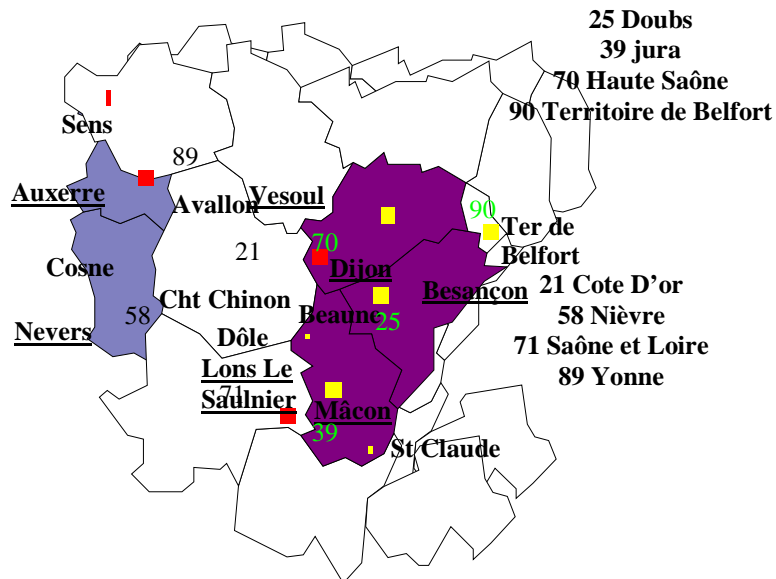 25 Doubs
39 jura
70 Haute Saône
90 Territoire de Belfort
Sens
89
Auxerre
Avallon
Vesoul
90
Ter de
Belfort
21
70
Dijon
Cosne
Besançon
21 Cote D’or
58 Nièvre
71 Saône et Loire
89 Yonne
Cht Chinon
58
Beaune
25
Nevers
Dôle
Lons Le
Saulnier
71
Mâcon
39
St Claude